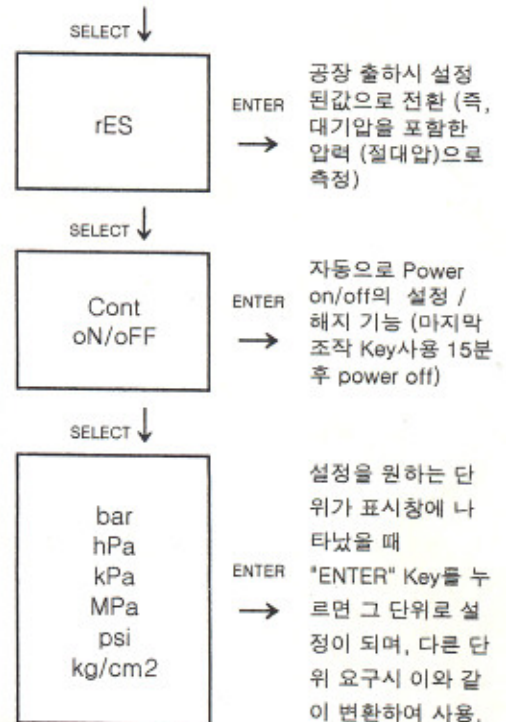 SELECT ↓
rES
ENTER
→
공장 출하시 설정
된값으로 전환 (즉,
대기압을 포함한
압력 (절대압)으로
측정)
SELECT ↓
Cont
oN/oFF
ENTER
→
자동으로 Power
on/off의 설정 /
해지 기능 (마지막
조작 Key사용 15분
후 power off)
SELECT ↓
bar
hPa
kPa
MPa
psi
kg/cm2
ENTER
→
설정을 원하는 단
위가 표시창에 나
타났을 때
"ENTER" Key를 누
르면 그 단위로 설
정이 되며, 다른 단
위 요구시 이와 같
이 변환하여 사용.